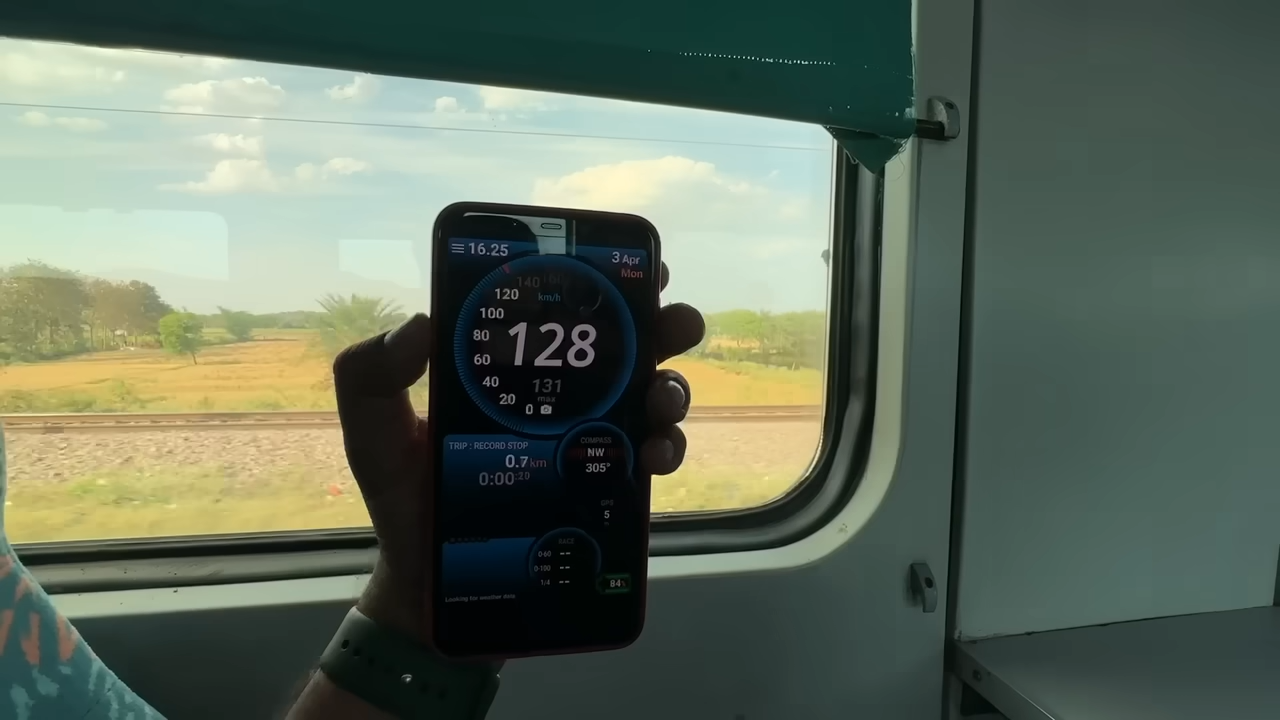 16.25
3 Apr
Mon
140 160
120 km/h
100
80
128
60
40
131
max
20
0
TRIP : RECORD STOP
0.7 km
0:00:20
COMPASS
NW
305°
GPS
5
RACE
0-60 --
0-100 --
1/4 --
84%
Looking for weather data